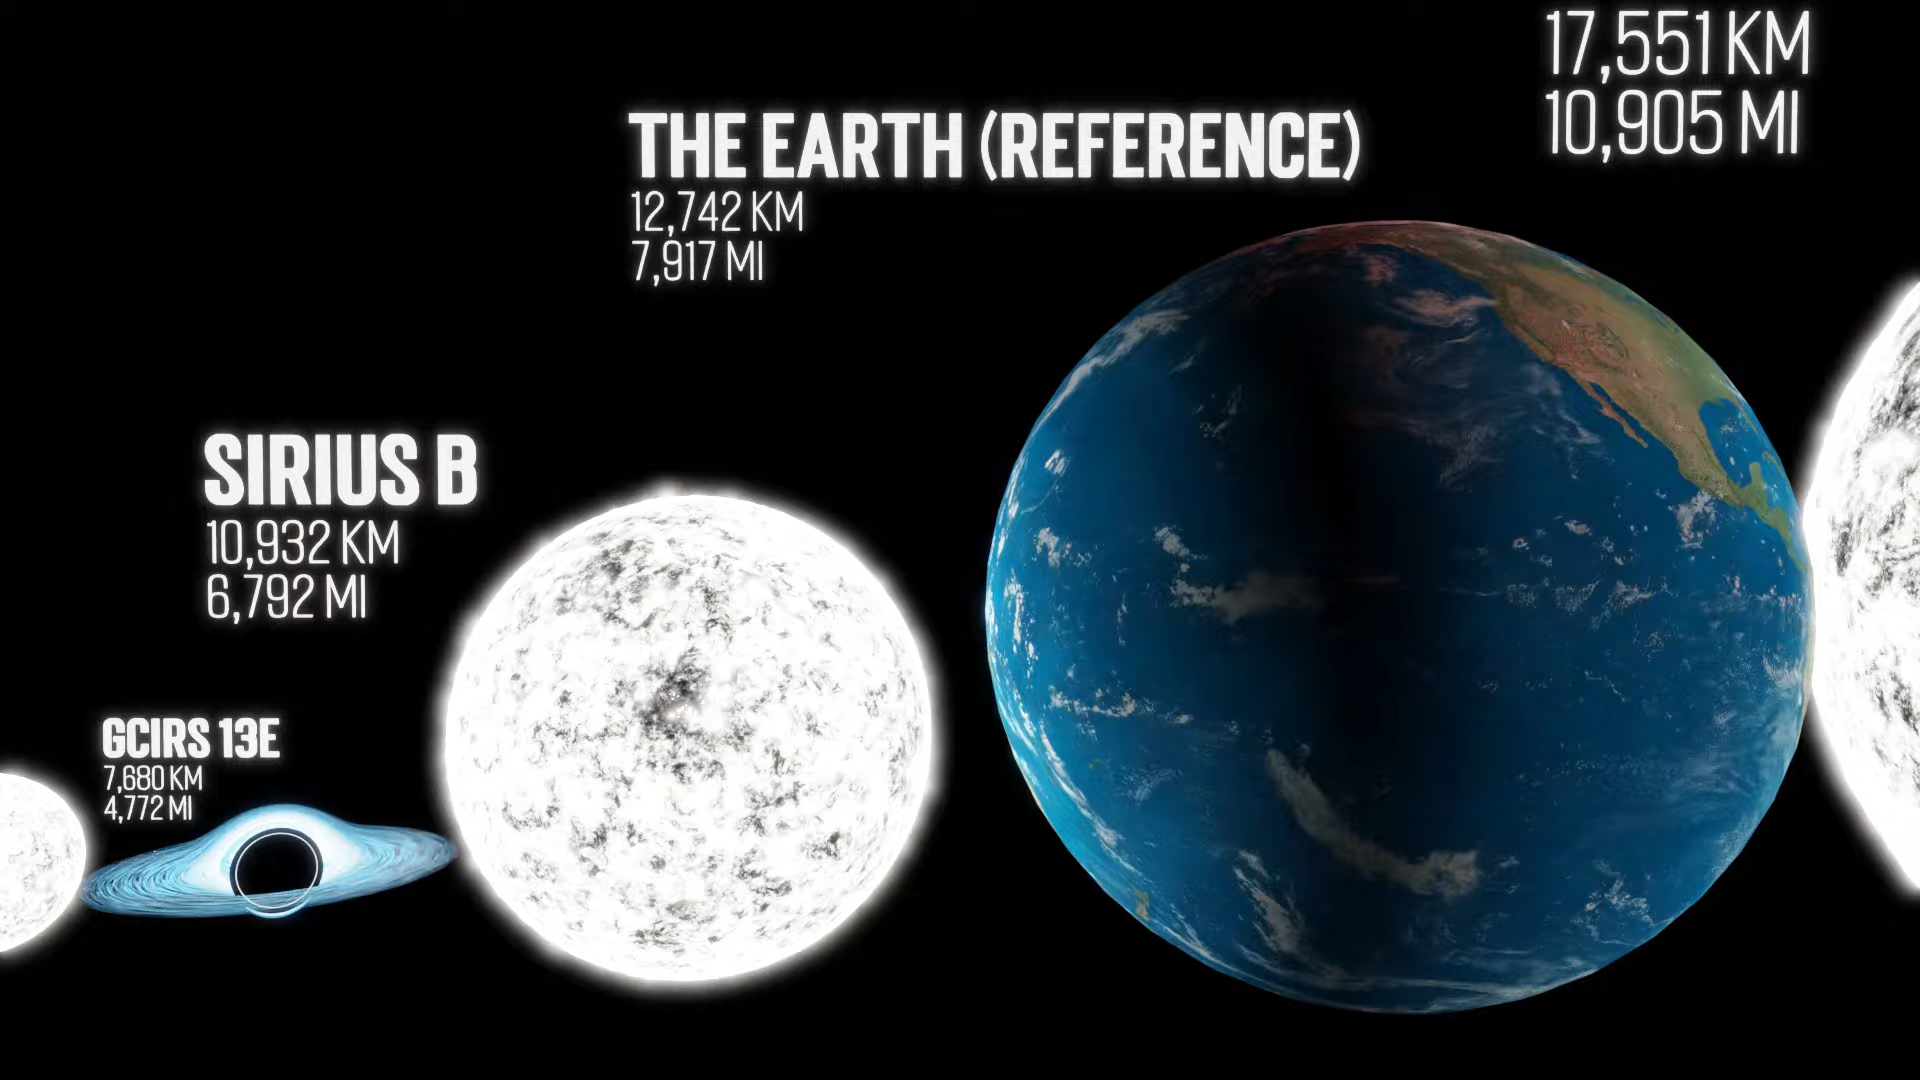 17,551 KM
10,905 MI
THE EARTH (REFERENCE)
12,742 KM
7,917 MI
SIRIUS B
10,932 KM
6,792 MI
GCIRS 13E
7,680 KM
4,772 MI